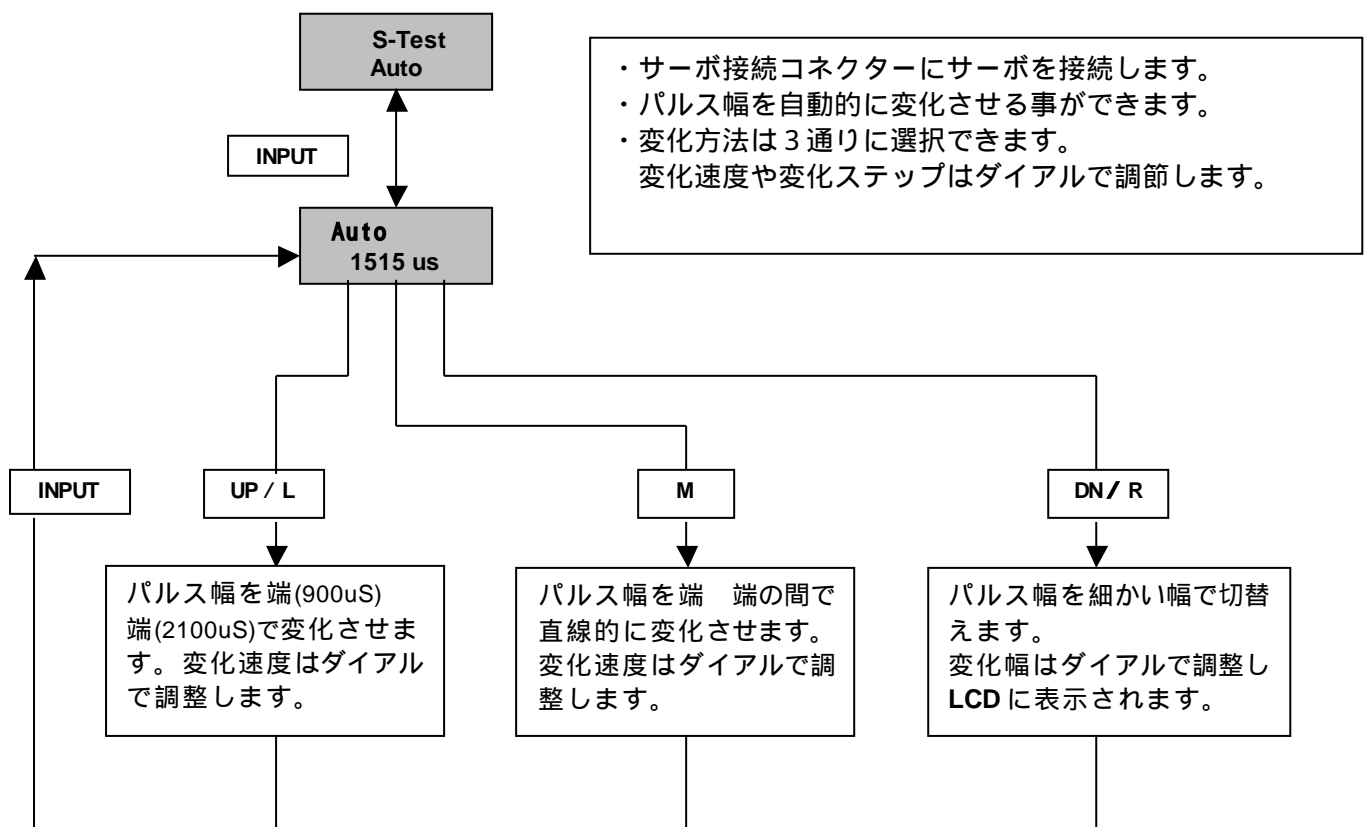 S-Test
Auto
・サーボ接続コネクターにサーボを接続します。
・パルス幅を自動的に変化させる事ができます。
・変化方法は3通りに選択できます。
変化速度や変化ステップはダイアルで調節します。
INPUT
Auto
1515 us
INPUT
UP / L
M
DN/ R
パルス幅を端(900uS)
端(2100uS)で変化させま
す。変化速度はダイアル
で調整します。
パルス幅を端　端の間で
直線的に変化させます。
変化速度はダイアルで調
整します。
パルス幅を細かい幅で切替
えます。
変化幅はダイアルで調整し
LCD に表示されます。